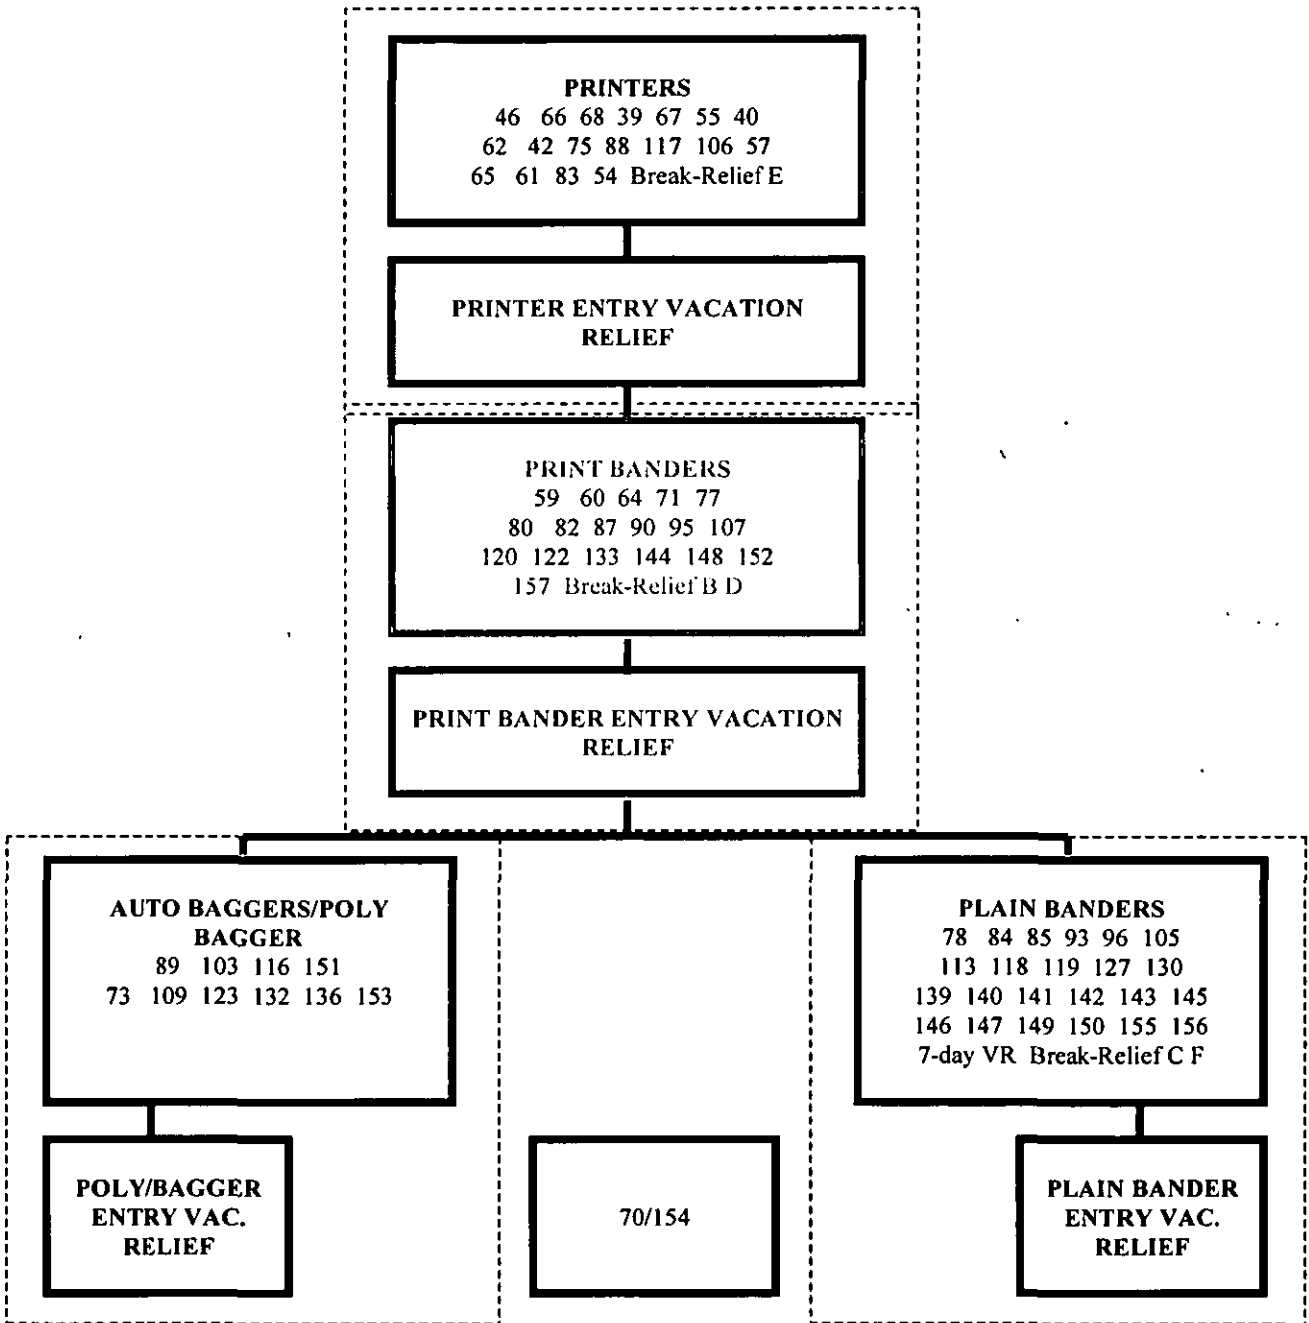 PRINTERS
46 66 68 39 67 55 40
62 42 75 88 117 106 57
65 61 83 54 Break-Relief E
PRINTER ENTRY VACATION
RELIEF
PRINT BANDERS
59 60 64 71 77
80 82 87 90 95 107
120 122 133 144 148 152
157 Break-Relief B D
PRINT BANDER ENTRY VACATION
RELIEF
AUTO BAGGERS/POLY
BAGGER
89 103 116 151
73 109 123 132 136 153
PLAIN BANDERS
78 84 85 93 96 105
113 118 119 127 130
139 140 141 142 143 145
146 147 149 150 155 156
7-day VR Break-Relief C F
POLY/BAGGER
ENTRY VAC.
RELIEF
70/154
PLAIN BANDER
ENTRY VAC.
RELIEF